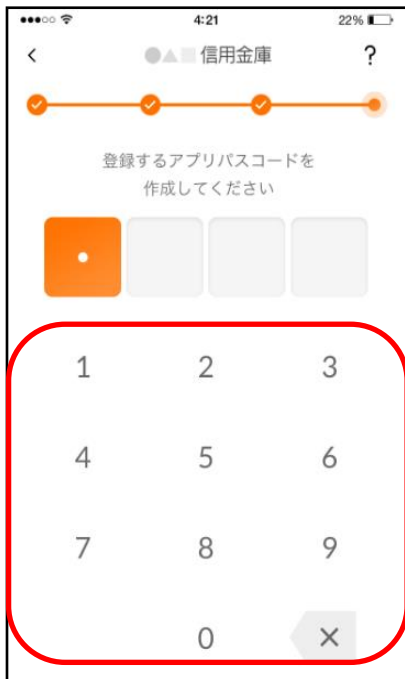 4:21 22%
●▲■ 信用金庫 ?
登録するアプリパスコードを
作成してください
1 2 3
4 5 6
7 8 9
0 ×